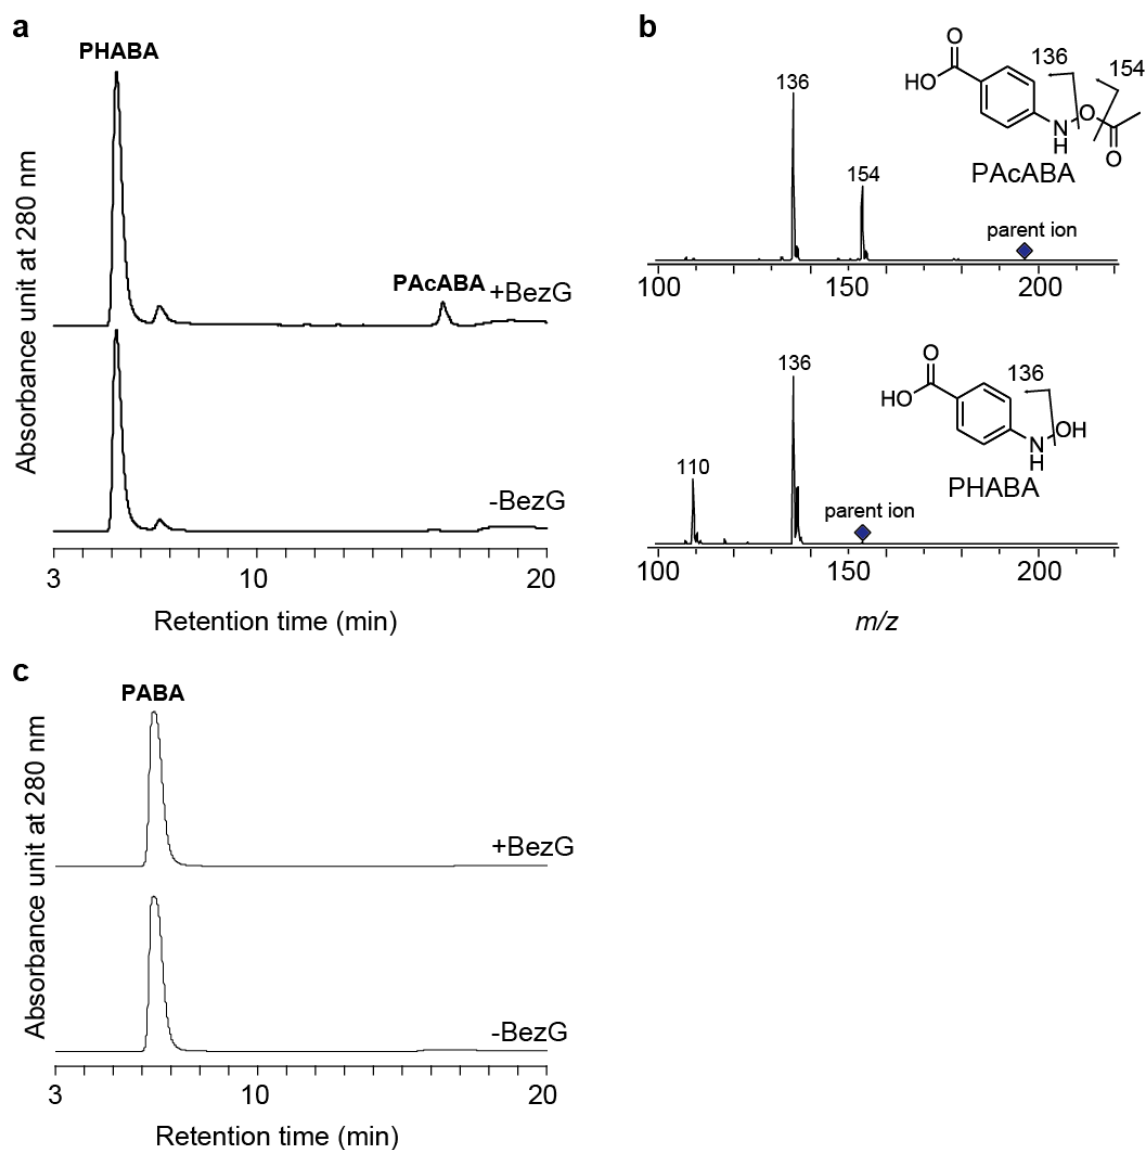 a
PHABA
PAcABA
+BezG
-BezG
Absorbance unit at 280 nm
3 10 20
Retention time (min)
b
136
154
O
HO
136
154
O
N
H
O
PAcABA
parent ion
100 150 200
136
110
O
HO
136
OH
N
H
PHABA
parent ion
100 150 200
m/z
c
PABA
+BezG
-BezG
Absorbance unit at 280 nm
3 10 20
Retention time (min)